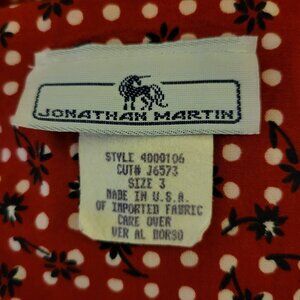 JONATHAN MARTIN
STYLE 4000106
CUT# J6573
SIZE 3
MADE IN U.S.A.
OF IMPORTED FABRIC
CARE OVER
VER AL DORSO